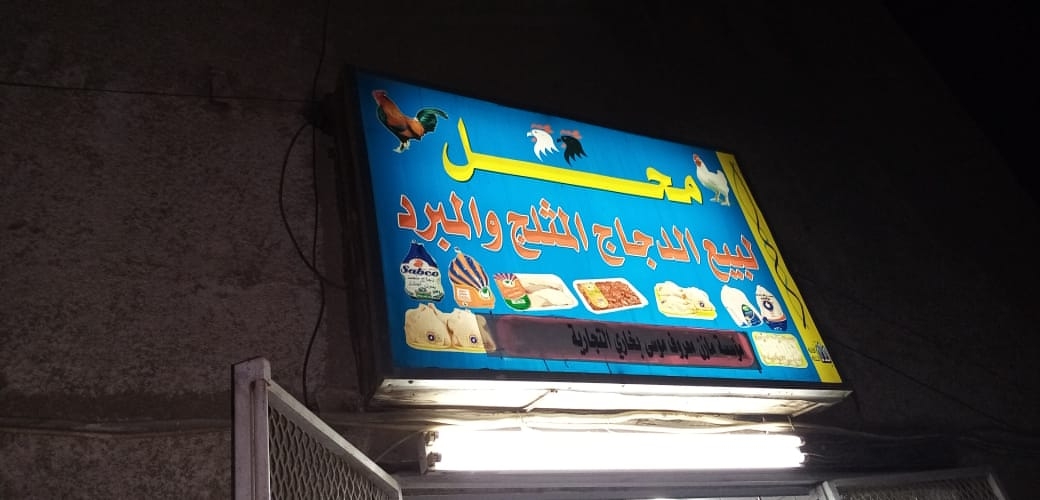 محل
لبيع الدجاج المثلج والمبرد
Sabco
مؤسسة مازن معروف موسى بخاري التجارية